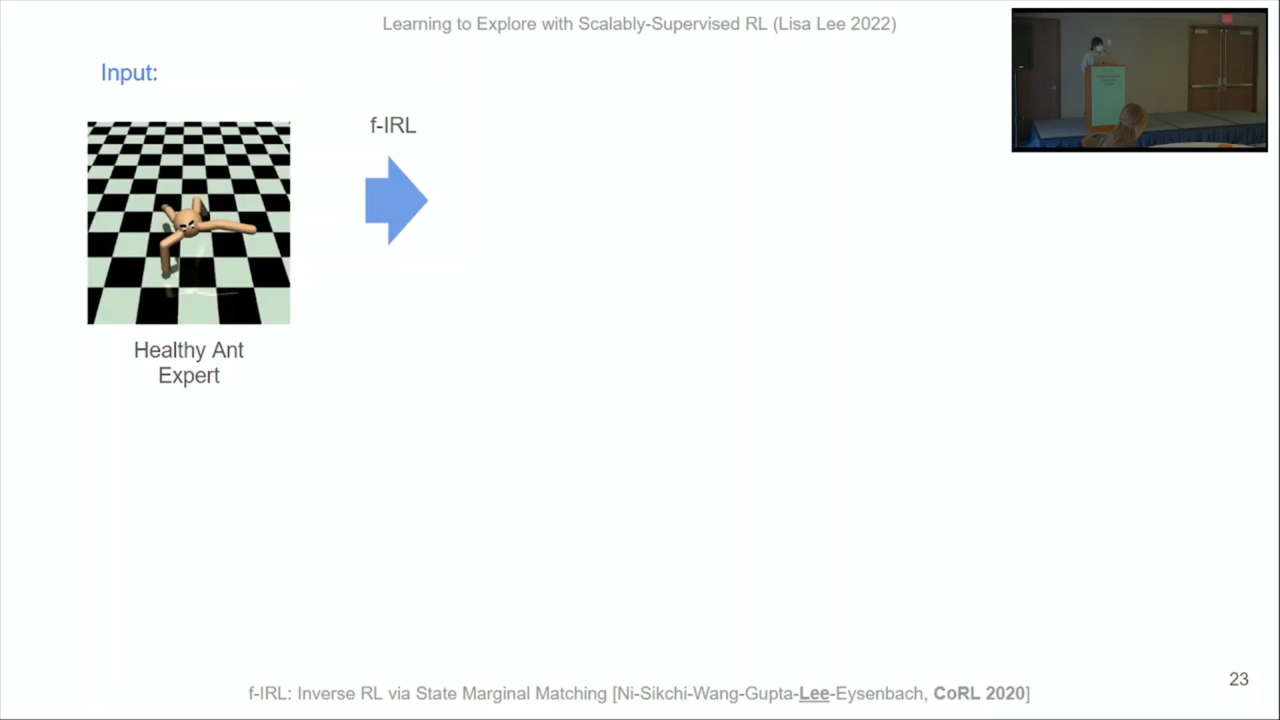 Learning to Explore with Scalably-Supervised RL (Lisa Lee 2022)
Input:
f-IRL
Healthy Ant
Expert
23
f-IRL: Inverse RL via State Marginal Matching [Ni-Sikchi-Wang-Gupta-Lee-Eysenbach, CoRL 2020]